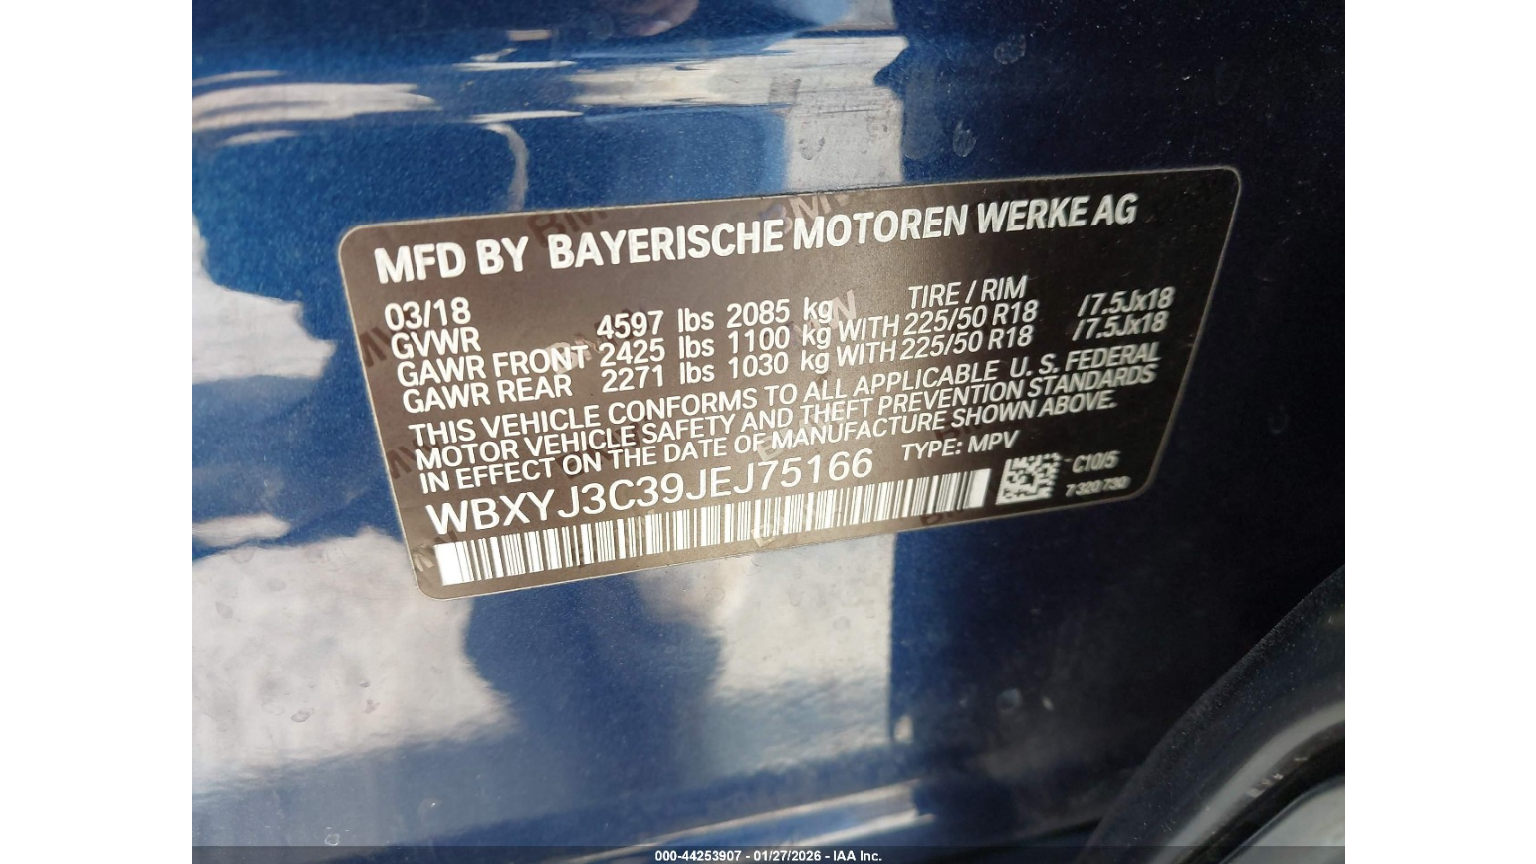 MFD BY BAYERISCHE MOTOREN WERKE AG
03/18 TIRE / RIM
GVWR 4597 lbs 2085 kg
GAWR FRONT 2425 lbs 1100 kg WITH 225/50 R18 /7.5Jx18
GAWR REAR 2271 lbs 1030 kg WITH 225/50 R18 /7.5Jx18
THIS VEHICLE CONFORMS TO ALL APPLICABLE U. S. FEDERAL
MOTOR VEHICLE SAFETY AND THEFT PREVENTION STANDARDS
IN EFFECT ON THE DATE OF MANUFACTURE SHOWN ABOVE.
WBXYJ3C39JEJ75166 TYPE: MPV
C10/5
7 320 730
000-44253907 - 01/27/2026 - IAA Inc.